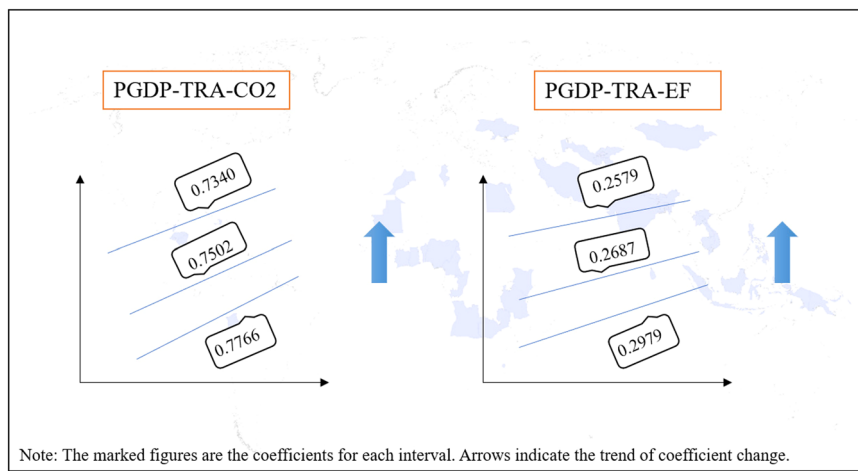 PGDP-TRA-CO2
PGDP-TRA-EF
0.7340
0.7502
0.7766
0.2579
0.2687
0.2979
Note: The marked figures are the coefficients for each interval. Arrows indicate the trend of coefficient change.